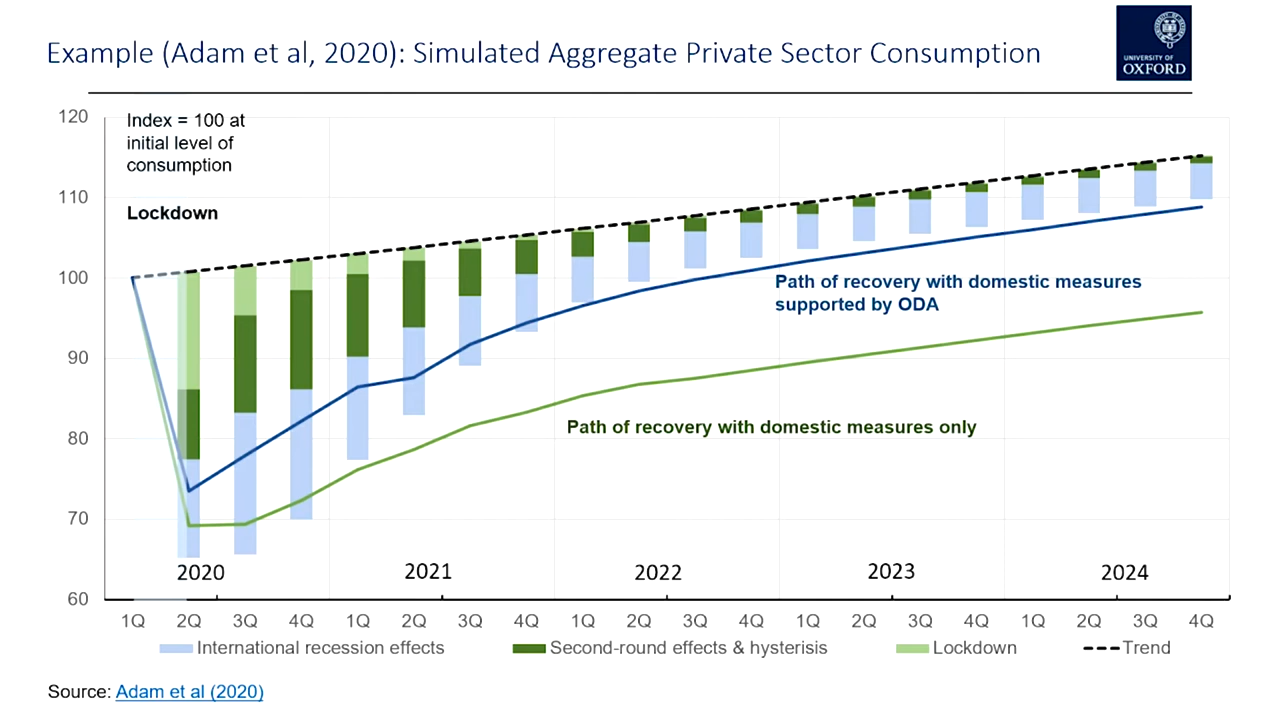 Example (Adam et al, 2020): Simulated Aggregate Private Sector Consumption
UNIVERSITY OF
OXFORD
120
110
100
90
80
70
60
Index = 100 at
initial level of
consumption
Lockdown
Path of recovery with domestic measures
supported by ODA
Path of recovery with domestic measures only
2020 2021 2022 2023 2024
1Q 2Q 3Q 4Q 1Q 2Q 3Q 4Q 1Q 2Q 3Q 4Q 1Q 2Q 3Q 4Q 1Q 2Q 3Q 4Q
International recession effects Second-round effects & hysterisis Lockdown Trend
Source: Adam et al (2020)